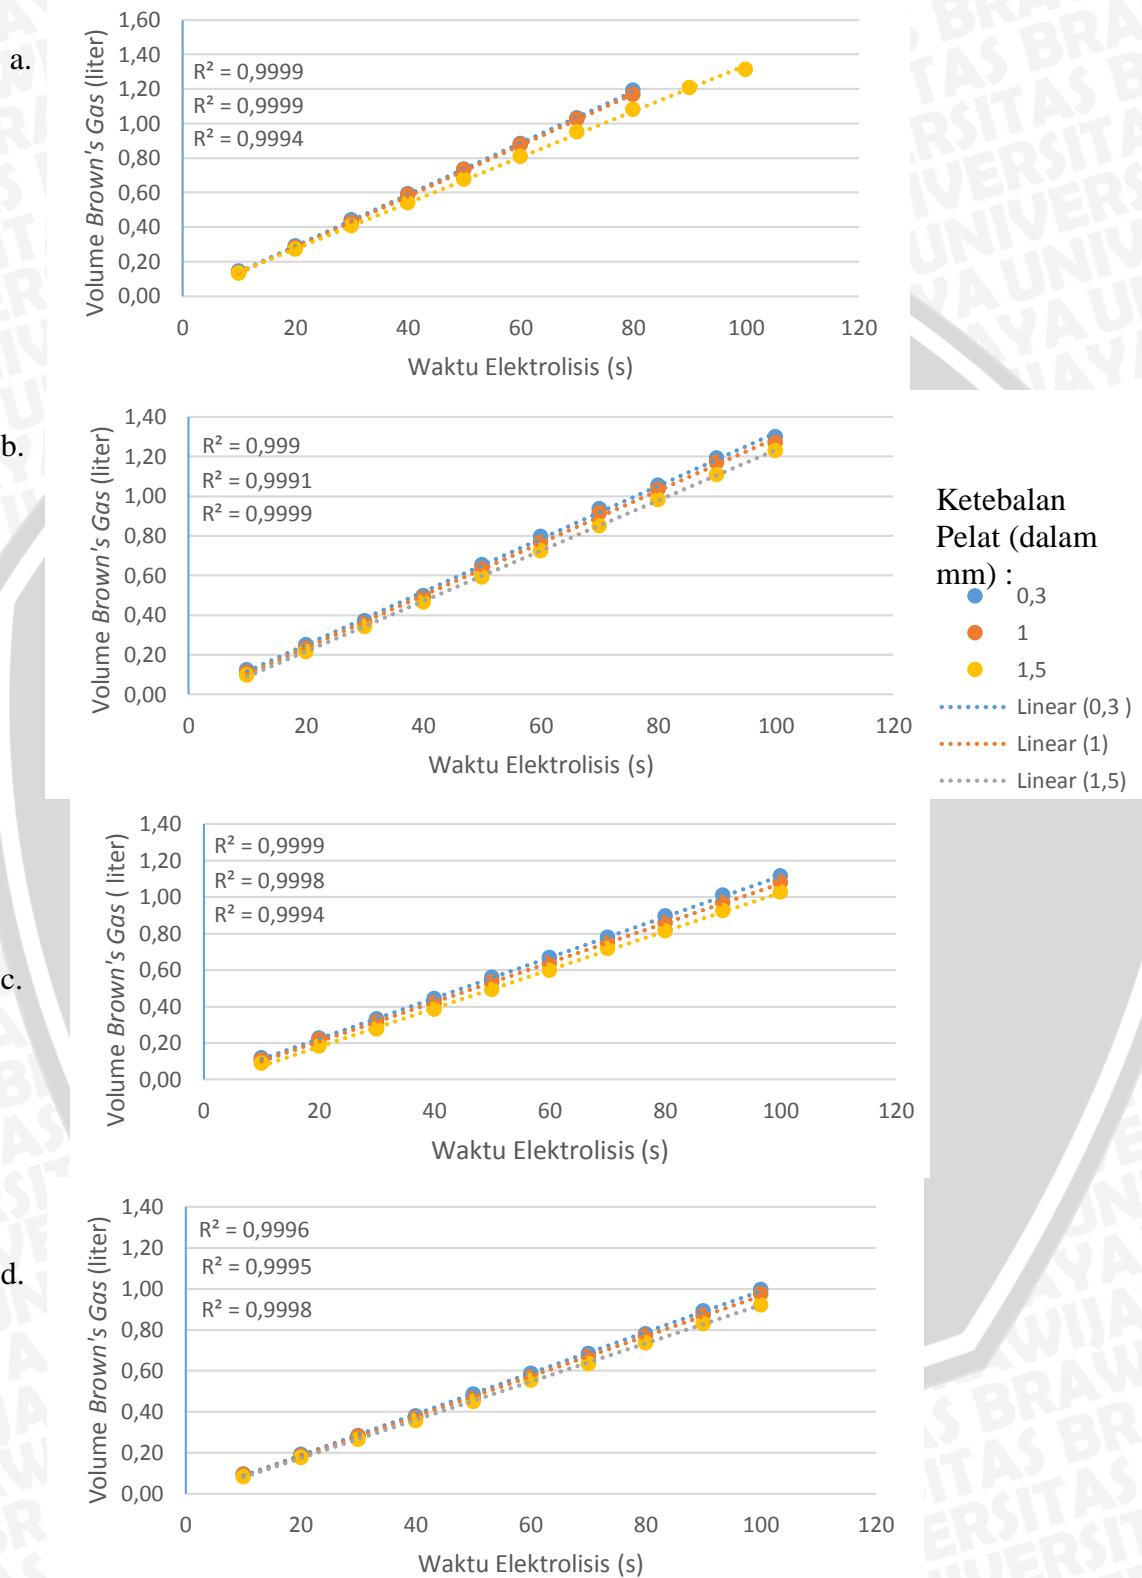 a.
Volume Brown's Gas (liter)
1,60
1,40
1,20
1,00
0,80
0,60
0,40
0,20
0,00
R² = 0,9999
R² = 0,9999
R² = 0,9994
0 20 40 60 80 100 120
Waktu Elektrolisis (s)
b.
Volume Brown's Gas (liter)
1,40
1,20
1,00
0,80
0,60
0,40
0,20
0,00
R² = 0,999
R² = 0,9991
R² = 0,9999
0 20 40 60 80 100 120
Waktu Elektrolisis (s)
Ketebalan
Pelat (dalam
mm) :
0,3
1
1,5
Linear (0,3 )
Linear (1)
Linear (1,5)
c.
Volume Brown's Gas ( liter)
1,40
1,20
1,00
0,80
0,60
0,40
0,20
0,00
R² = 0,9999
R² = 0,9998
R² = 0,9994
0 20 40 60 80 100 120
Waktu Elektrolisis (s)
d.
Volume Brown's Gas (liter)
1,40
1,20
1,00
0,80
0,60
0,40
0,20
0,00
R² = 0,9996
R² = 0,9995
R² = 0,9998
0 20 40 60 80 100 120
Waktu Elektrolisis (s)